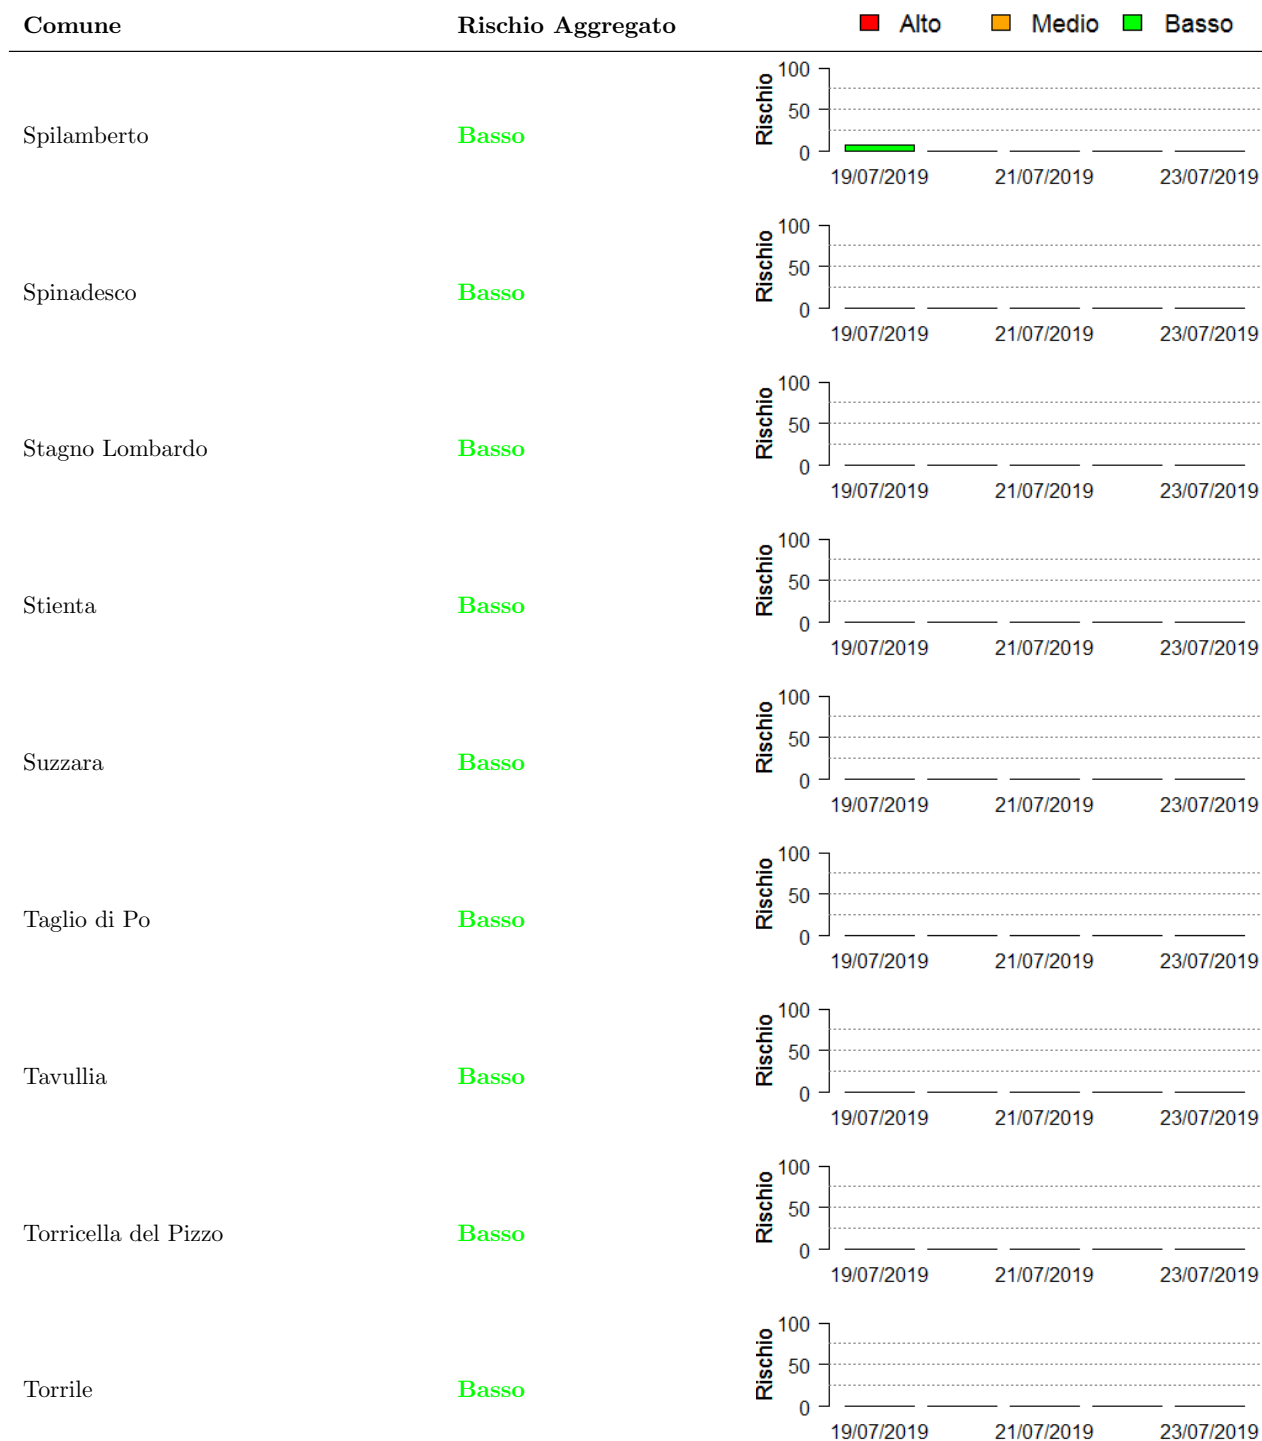 Comune Rischio Aggregato Alto Medio Basso
Spilamberto Basso Rischio 100 50 0
19/07/2019 21/07/2019 23/07/2019
Spinadesco Basso Rischio 100 50 0
19/07/2019 21/07/2019 23/07/2019
Stagno Lombardo Basso Rischio 100 50 0
19/07/2019 21/07/2019 23/07/2019
Stienta Basso Rischio 100 50 0
19/07/2019 21/07/2019 23/07/2019
Suzzara Basso Rischio 100 50 0
19/07/2019 21/07/2019 23/07/2019
Taglio di Po Basso Rischio 100 50 0
19/07/2019 21/07/2019 23/07/2019
Tavullia Basso Rischio 100 50 0
19/07/2019 21/07/2019 23/07/2019
Torricella del Pizzo Basso Rischio 100 50 0
19/07/2019 21/07/2019 23/07/2019
Torrile Basso Rischio 100 50 0
19/07/2019 21/07/2019 23/07/2019